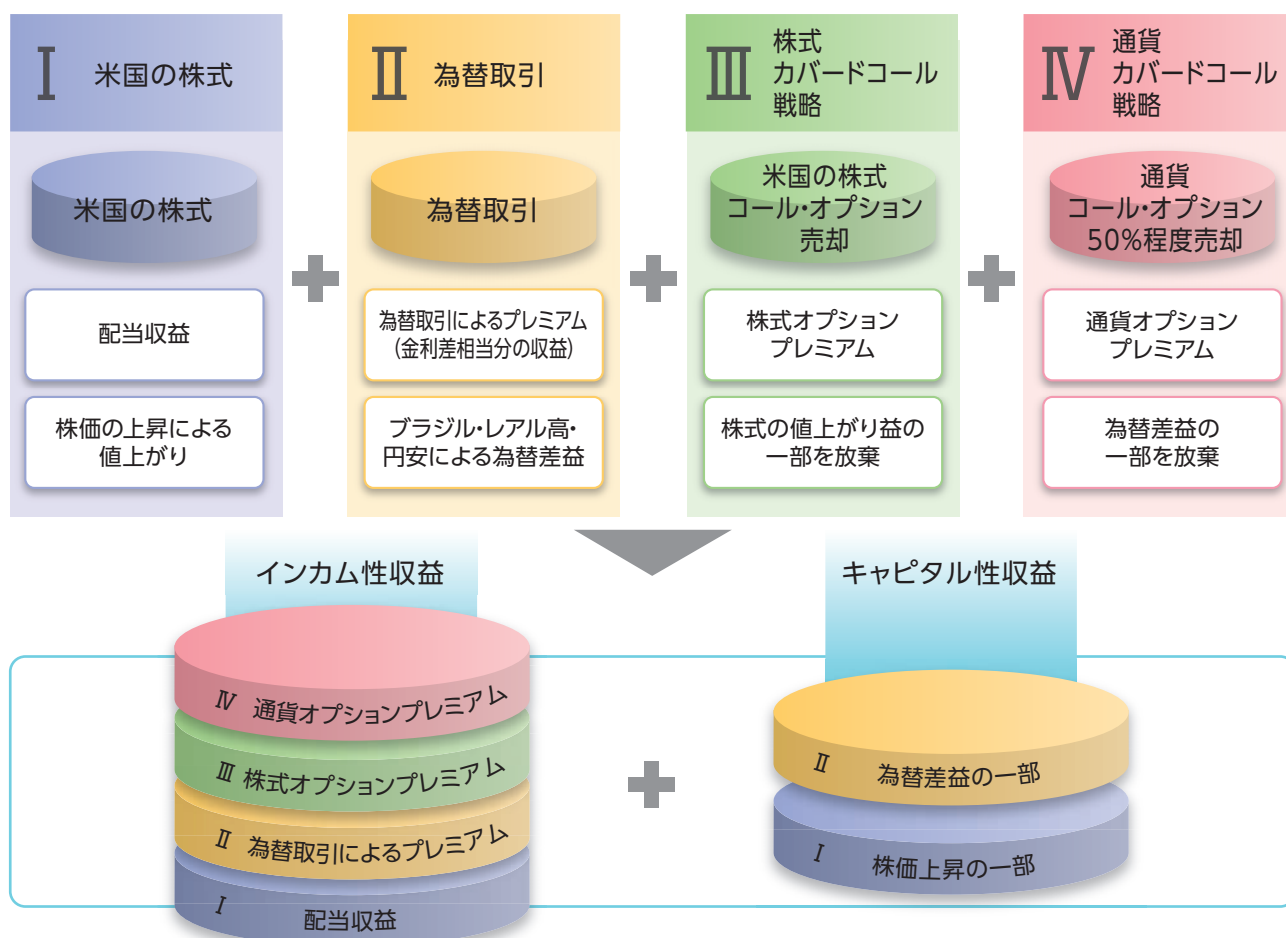 Ⅰ 米国の株式
米国の株式
配当収益
株価の上昇による
値上がり
Ⅱ 為替取引
為替取引
為替取引によるプレミアム
(金利差相当分の収益)
ブラジル・レアル高・
円安による為替差益
Ⅲ 株式
カバードコール
戦略
米国の株式
コール・オプション
売却
株式オプション
プレミアム
株式の値上がり益の
一部を放棄
Ⅳ 通貨
カバードコール
戦略
通貨
コール・オプション
50%程度売却
通貨オプション
プレミアム
為替差益の
一部を放棄
インカム性収益
Ⅳ 通貨オプションプレミアム
Ⅲ 株式オプションプレミアム
Ⅱ 為替取引によるプレミアム
Ⅰ 配当収益
キャピタル性収益
Ⅱ 為替差益の一部
Ⅰ 株価上昇の一部